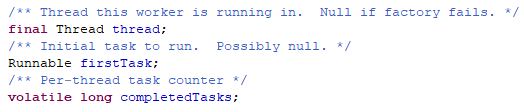 /** Thread this worker is running in.  Null if factory fails. */
final Thread thread;
/** Initial task to run.  Possibly null. */
Runnable firstTask;
/** Per-thread task counter */
volatile long completedTasks;